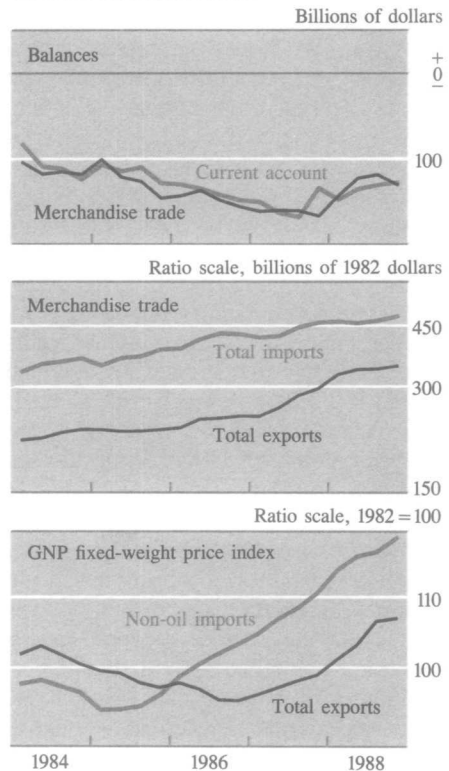 Billions of dollars
Balances
+
0
−
100
Current account
Merchandise trade
Ratio scale, billions of 1982 dollars
Merchandise trade
450
Total imports
300
Total exports
150
Ratio scale, 1982 = 100
GNP fixed-weight price index
110
Non-oil imports
100
Total exports
1984 1986 1988